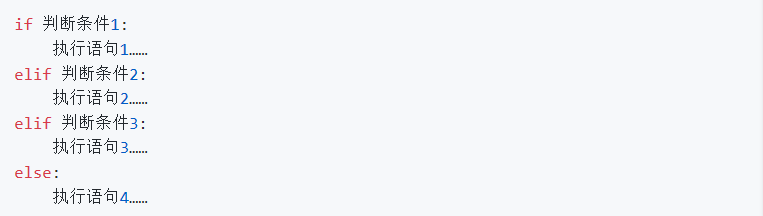 if 判断条件1:
    执行语句1……
elif 判断条件2:
    执行语句2……
elif 判断条件3:
    执行语句3……
else:
    执行语句4……